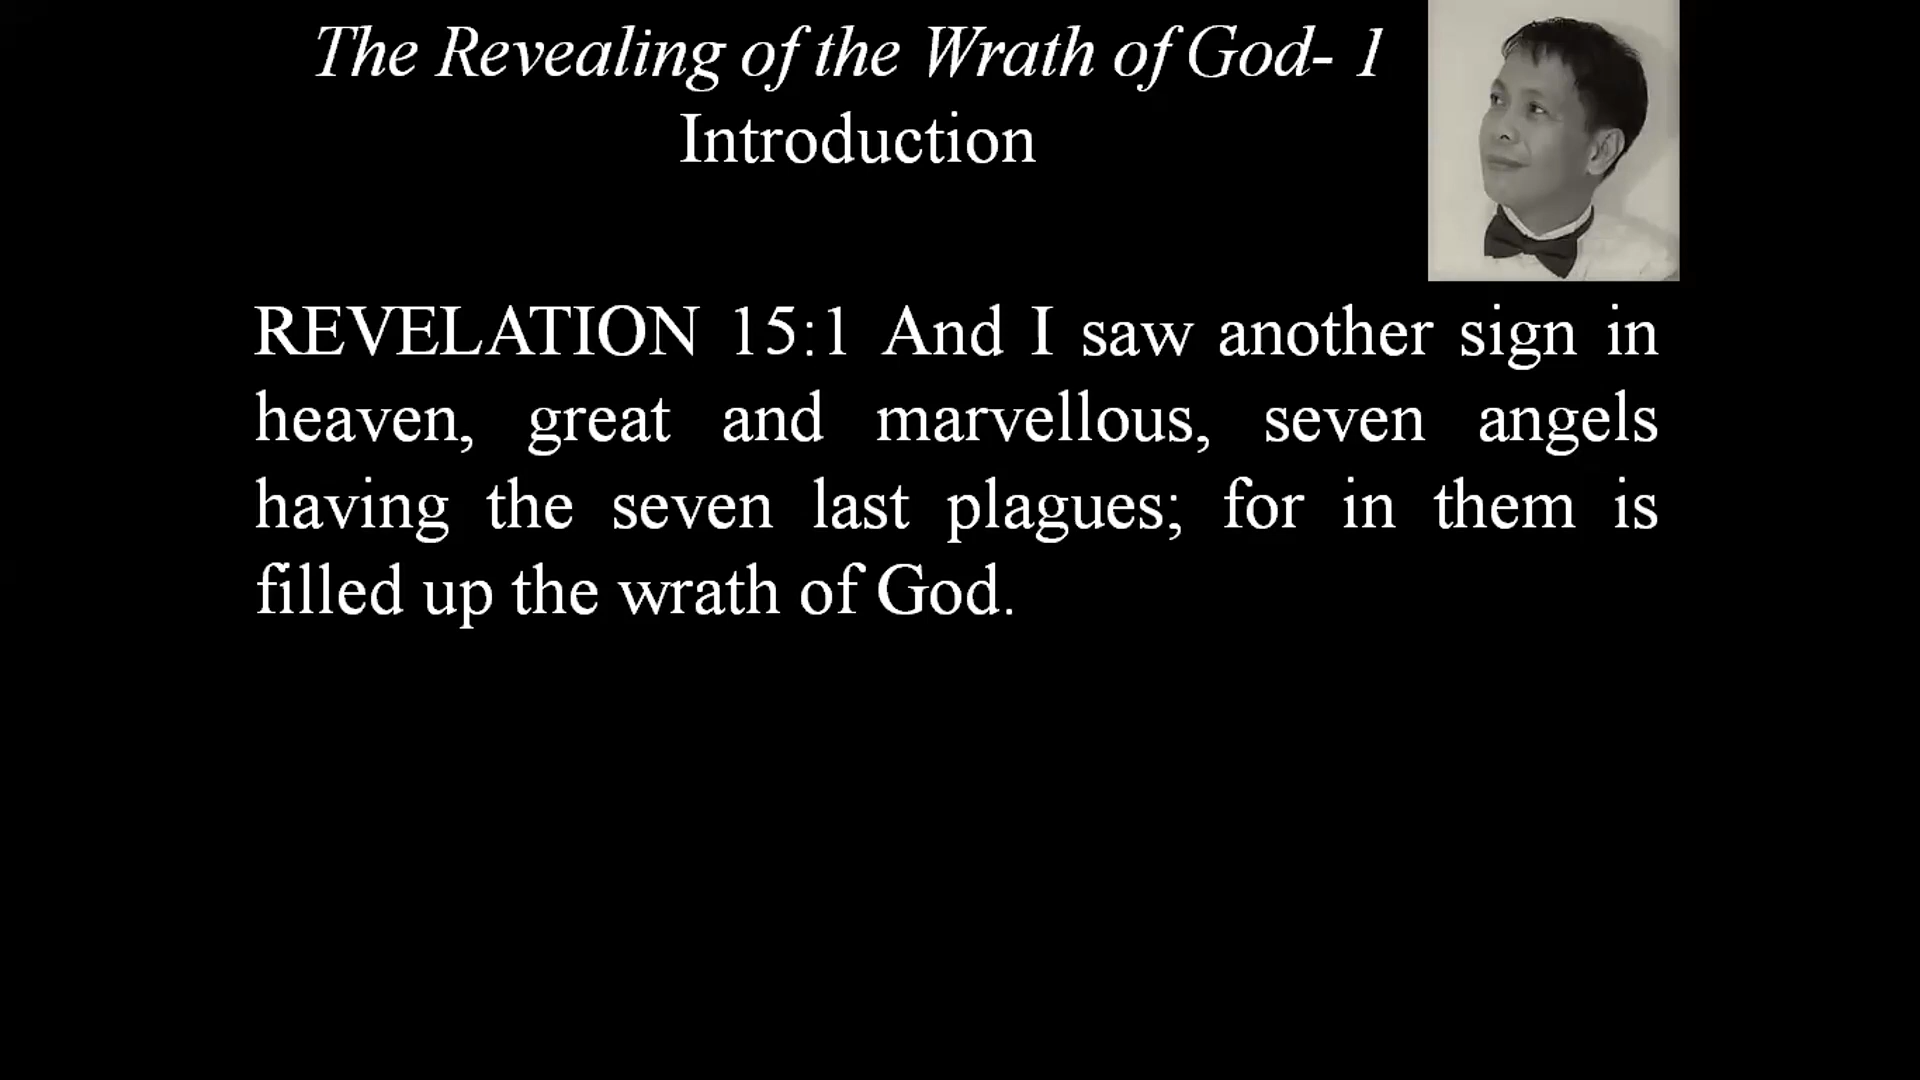 The Revealing of the Wrath of God- 1
Introduction
REVELATION 15:1 And I saw another sign in
heaven, great and marvellous, seven angels
having the seven last plagues; for in them is
filled up the wrath of God.